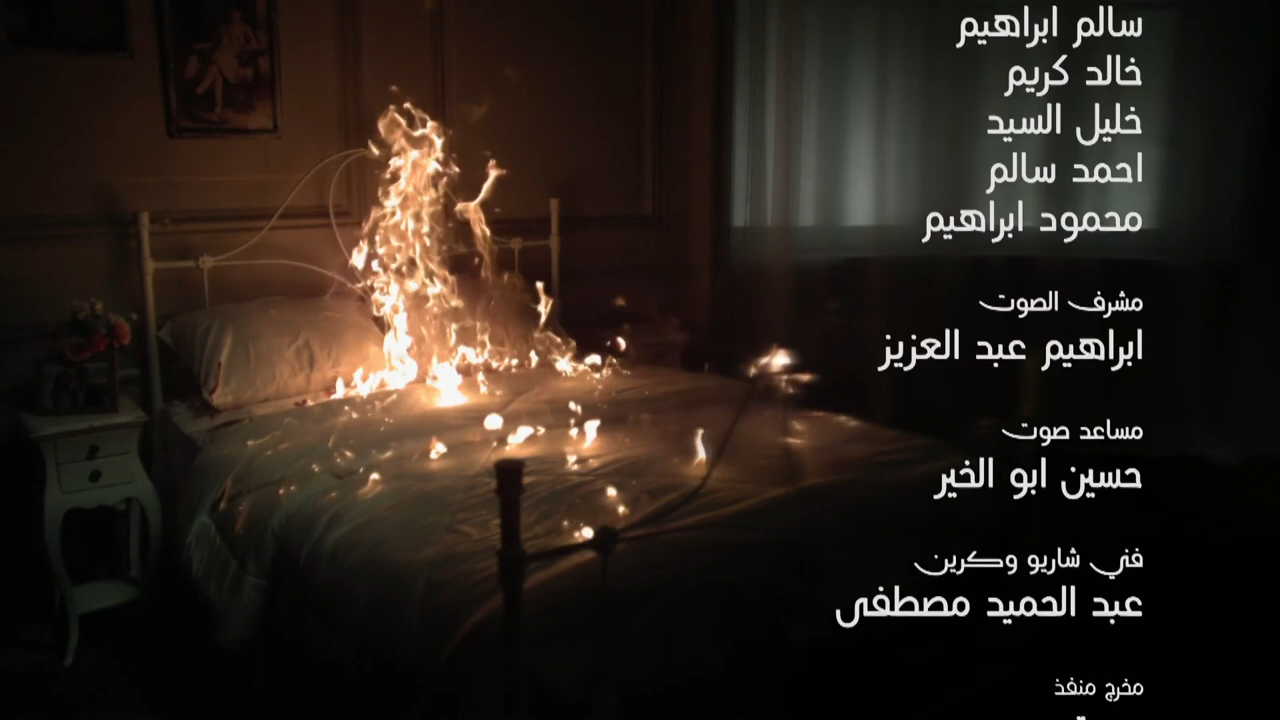 سالم ابراهيم
خالد كريم
خليل السيد
احمد سالم
محمود ابراهيم
مشرف الصوت
ابراهيم عبد العزيز
مساعد صوت
حسين ابو الخير
فني شاريو وكرين
عبد الحميد مصطفى
مخرج منفذ